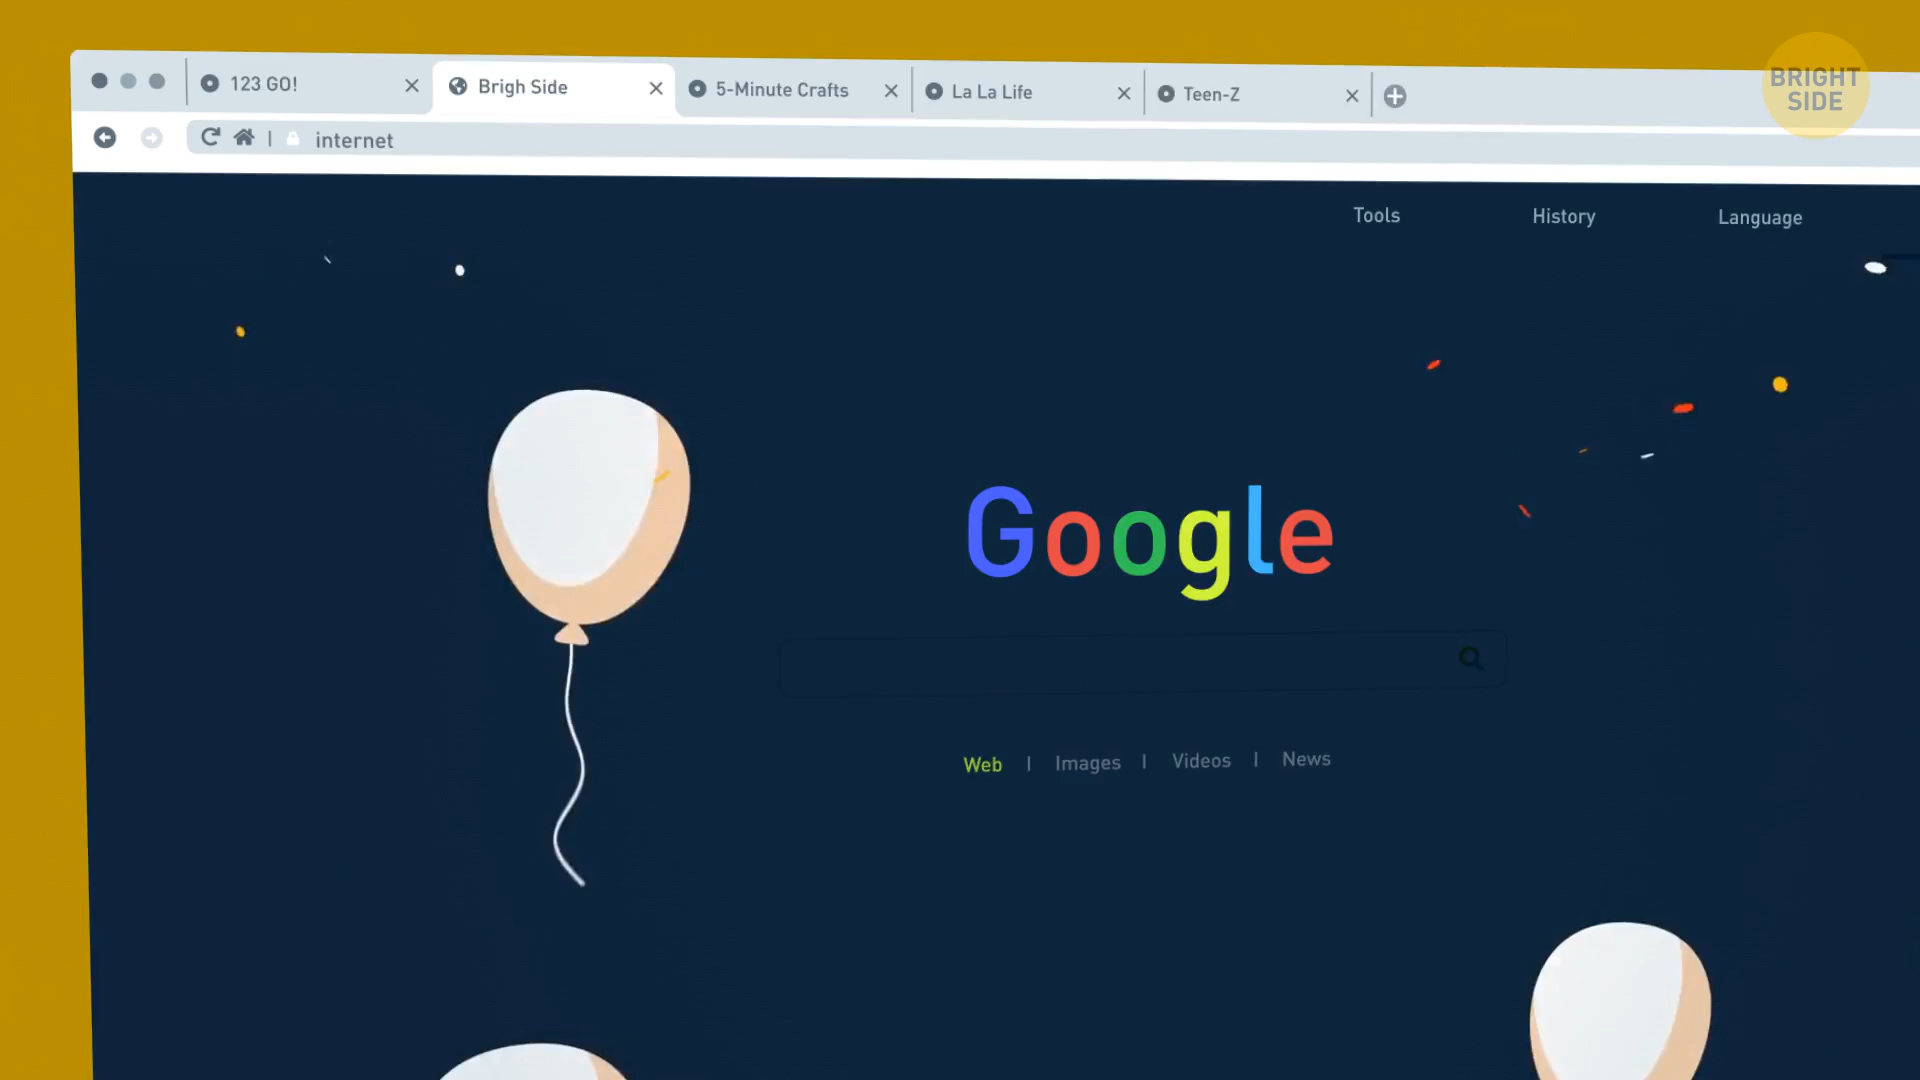 123 GO!
Brigh Side
5-Minute Crafts
La La Life
Teen-Z
BRIGHT
SIDE
internet
Tools
History
Language
Google
Web | Images | Videos | News